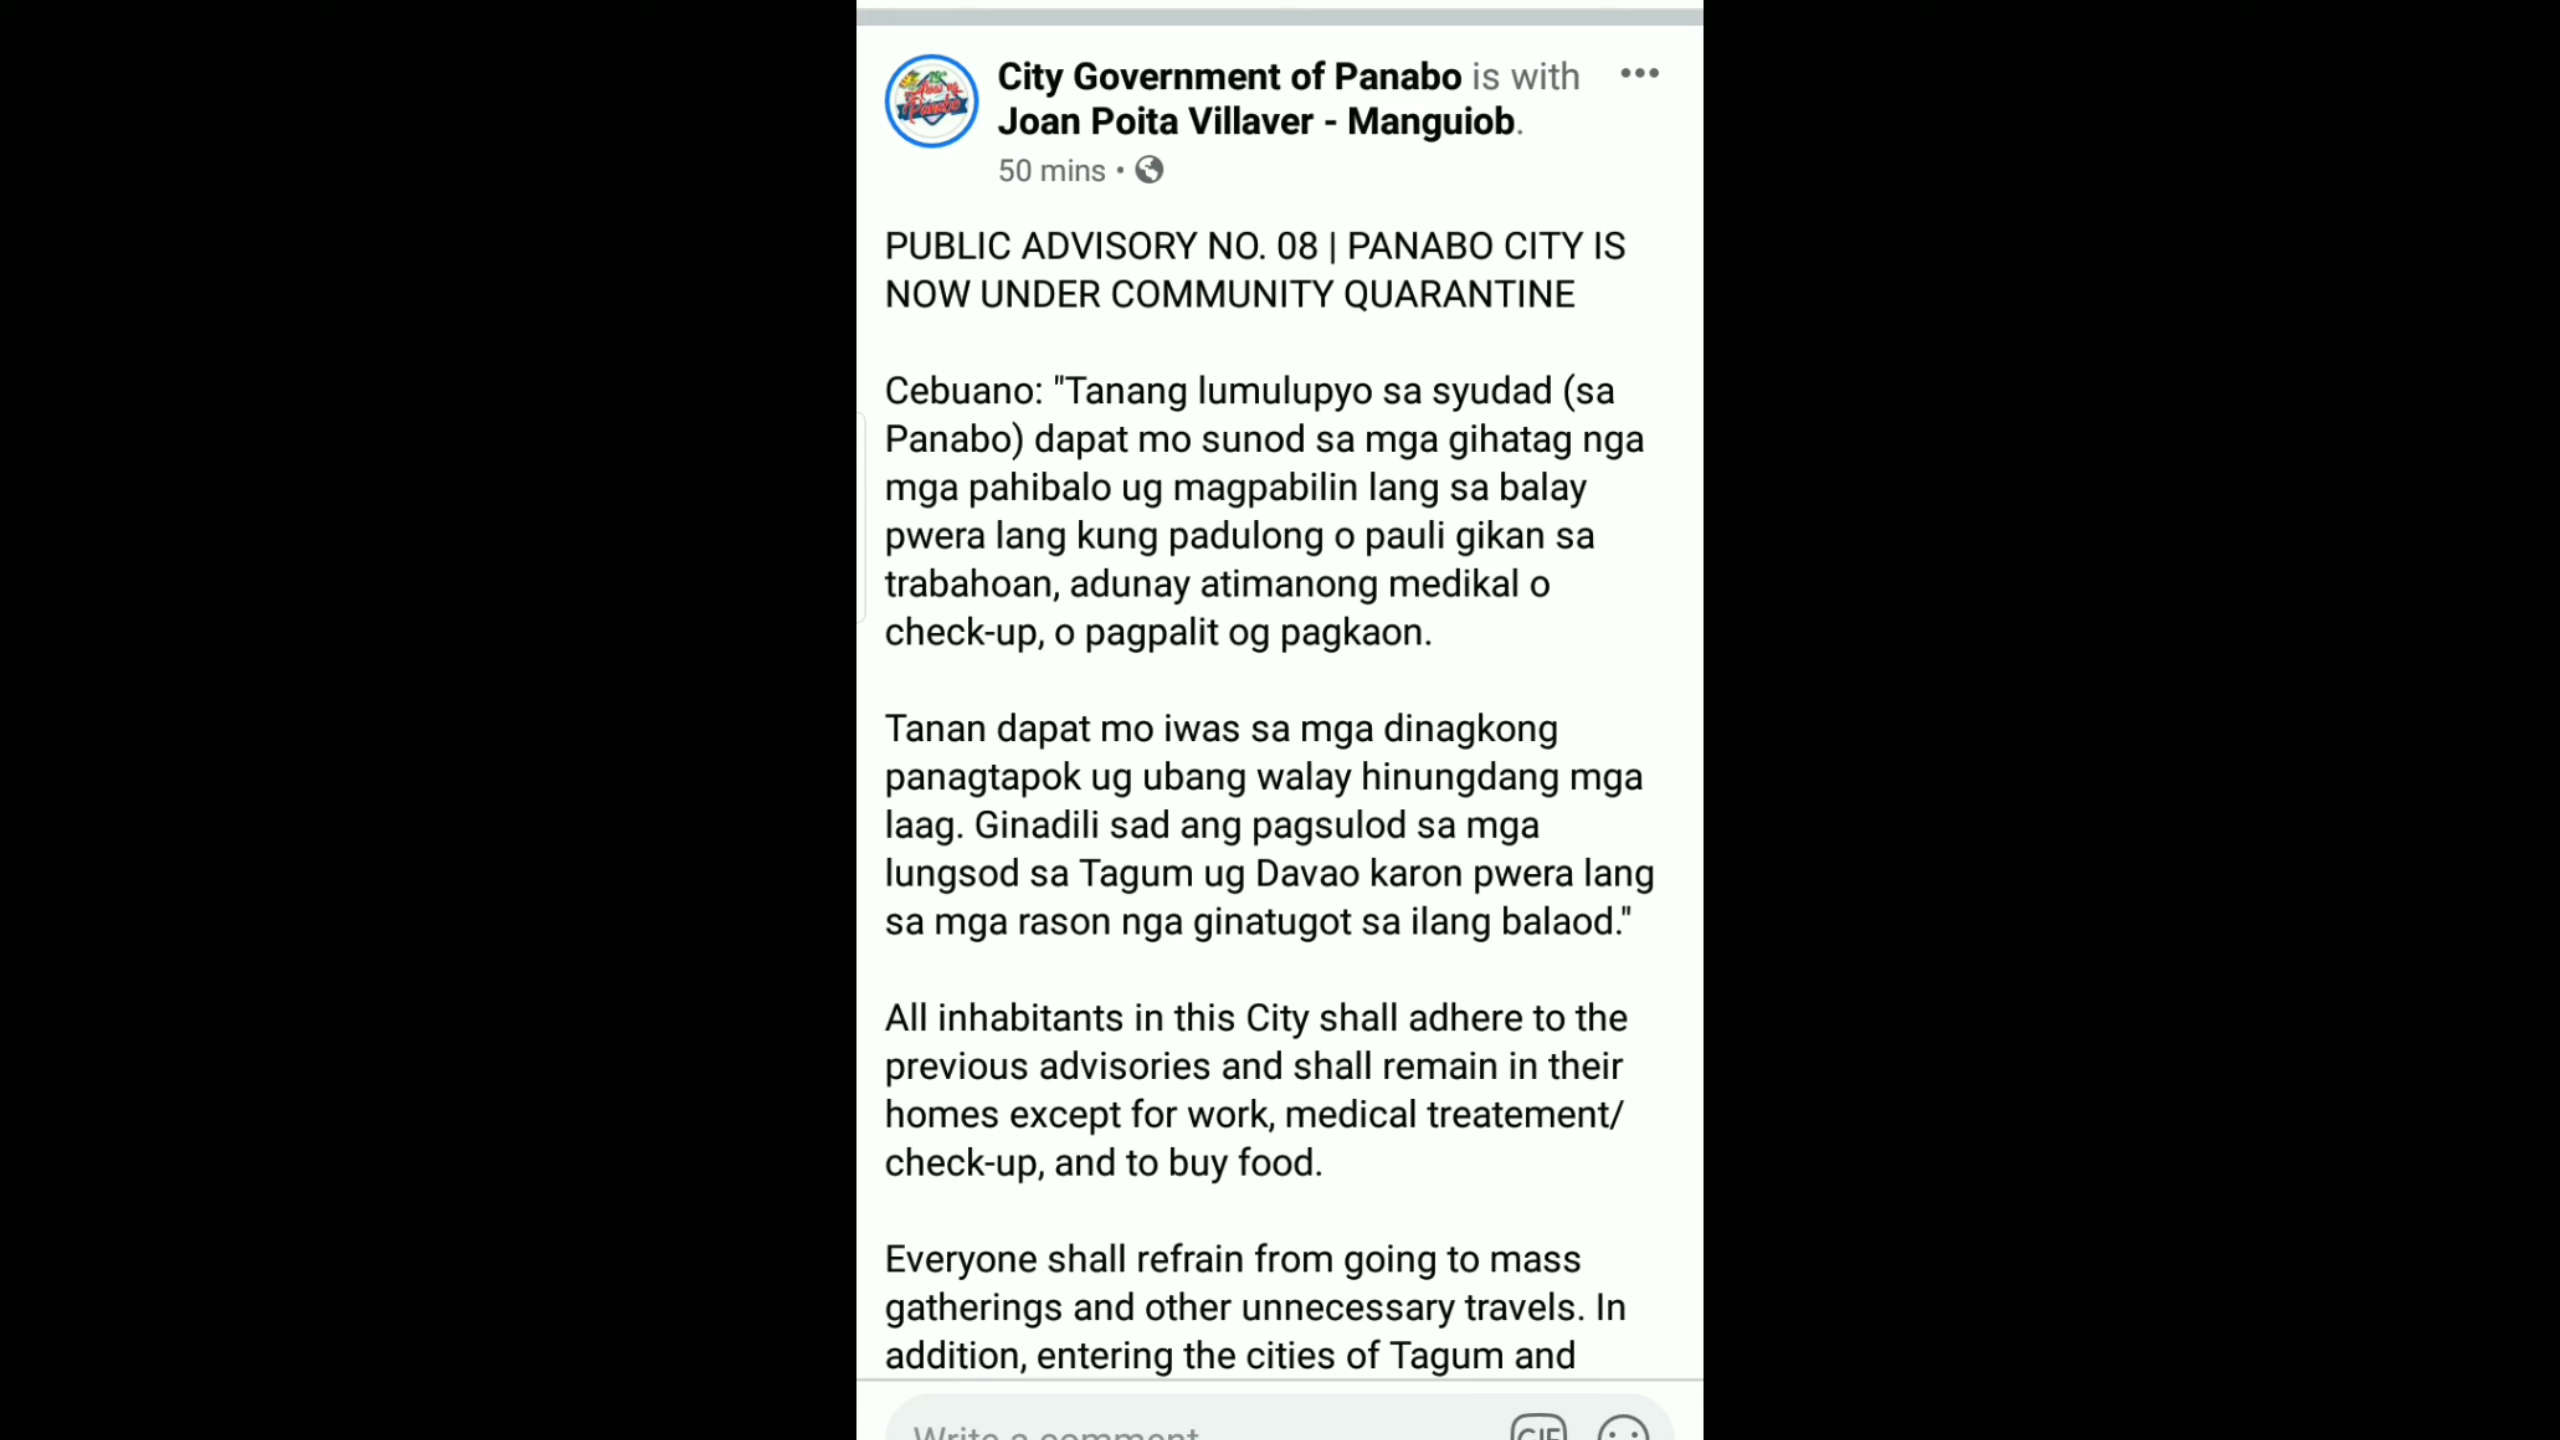 City Government of Panabo is with
Joan Poita Villaver - Manguiob.
50 mins •
PUBLIC ADVISORY NO. 08 | PANABO CITY IS
NOW UNDER COMMUNITY QUARANTINE
Cebuano: "Tanang lumulupyo sa syudad (sa
Panabo) dapat mo sunod sa mga gihatag nga
mga pahibalo ug magpabilin lang sa balay
pwera lang kung padulong o pauli gikan sa
trabahoan, adunay atimanong medikal o
check-up, o pagpalit og pagkaon.
Tanan dapat mo iwas sa mga dinagkong
panagtapok ug ubang walay hinungdang mga
laag. Ginadili sad ang pagsulod sa mga
lungsod sa Tagum ug Davao karon pwera lang
sa mga rason nga ginatugot sa ilang balaod."
All inhabitants in this City shall adhere to the
previous advisories and shall remain in their
homes except for work, medical treatement/
check-up, and to buy food.
Everyone shall refrain from going to mass
gatherings and other unnecessary travels. In
addition, entering the cities of Tagum and
Write a comment
GIF